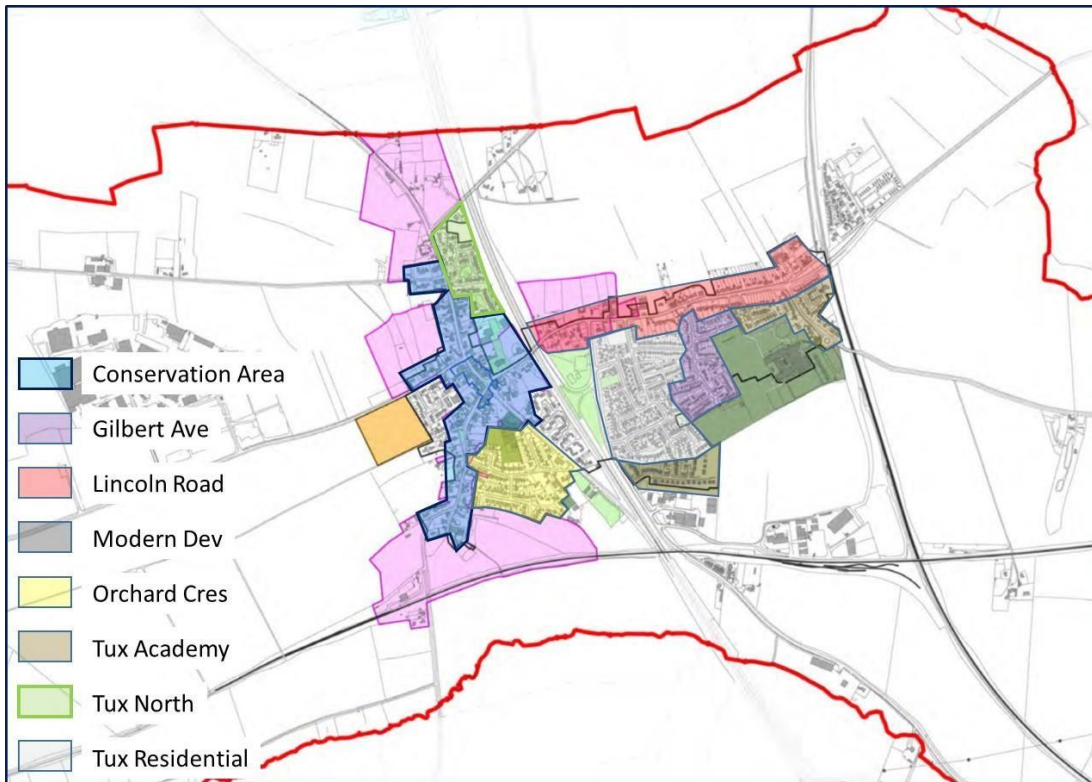 Conservation Area
Gilbert Ave
Lincoln Road
Modern Dev
Orchard Cres
Tux Academy
Tux North
Tux Residential